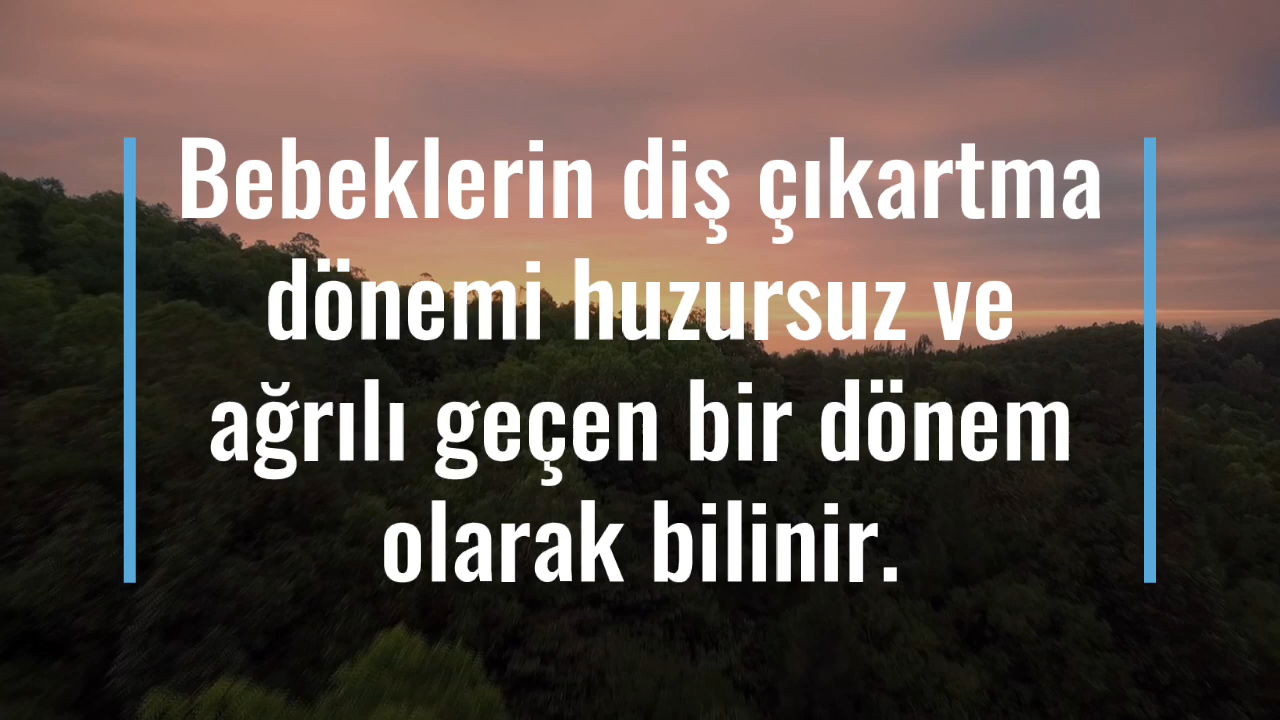 Bebeklerin diş çıkartma
dönemi huzursuz ve
ağrılı geçen bir dönem
olarak bilinir.